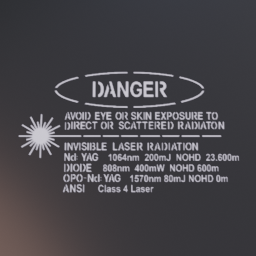 DANGER
AVOID EYE OR SKIN EXPOSURE TO
DIRECT OR SCATTERED RADIATON
INVISIBLE LASER RADIATION
Nd: YAG 1064nm 200mJ NOHD 23.600m
DIODE 808nm 400mW NOHD 600m
OPO-Nd: YAG 1570nm 80mJ NOHD 0m
ANSI Class 4 Laser